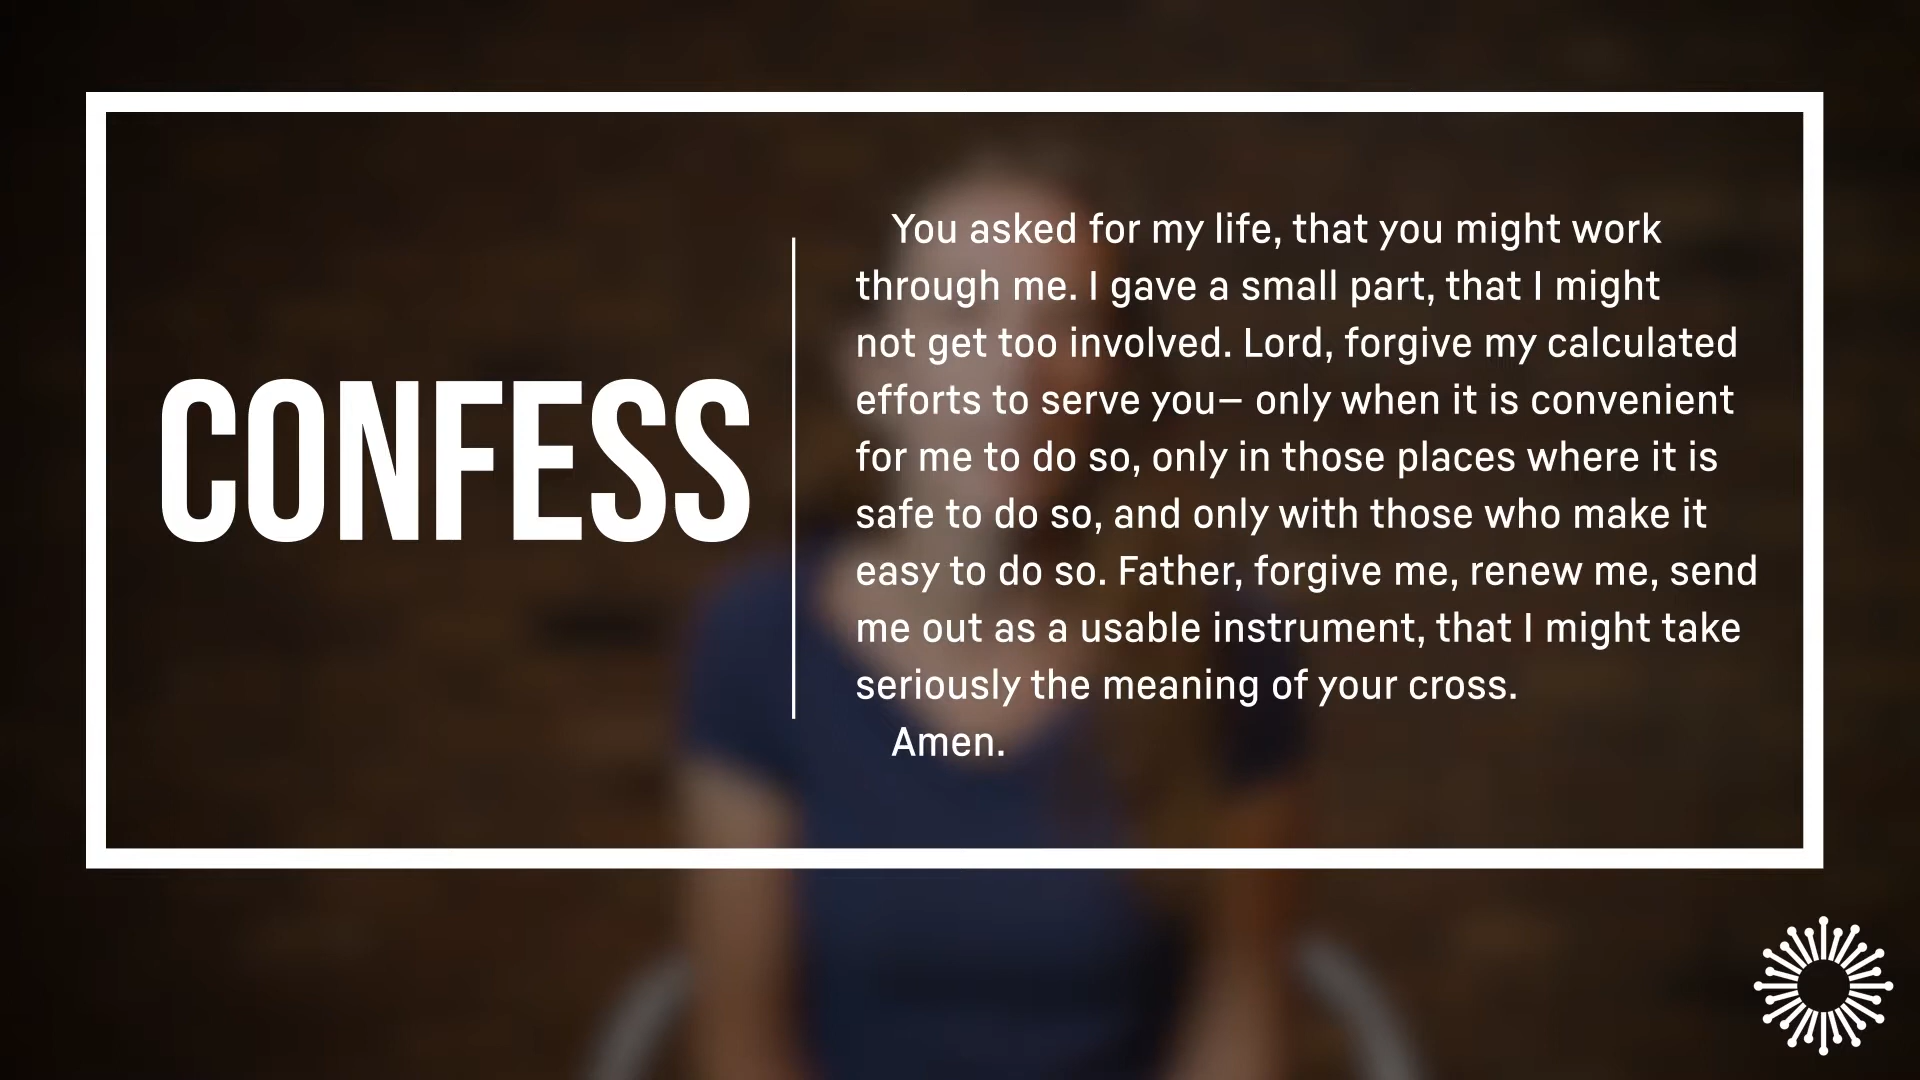 CONFESS
You asked for my life, that you might work
through me. I gave a small part, that I might
not get too involved. Lord, forgive my calculated
efforts to serve you– only when it is convenient
for me to do so, only in those places where it is
safe to do so, and only with those who make it
easy to do so. Father, forgive me, renew me, send
me out as a usable instrument, that I might take
seriously the meaning of your cross.
Amen.